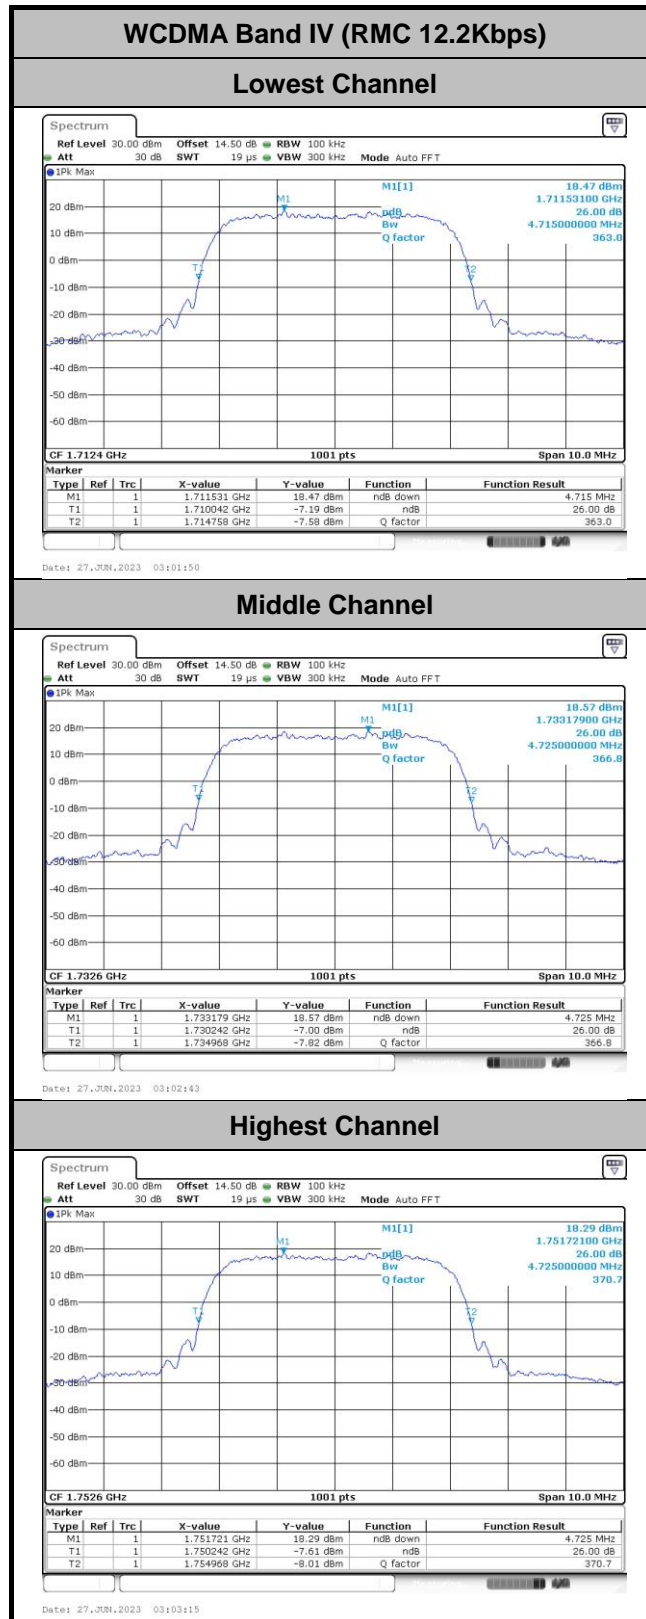 WCDMA Band IV (RMC 12.2Kbps)
Lowest Channel
Spectrum
Ref Level 30.00 dBm Offset 14.50 dB RBW 100 kHz
Att 30 dB SWT 19 µs VBW 300 kHz Mode Auto FFT
1Pk Max
M1[1] 18.47 dBm
1.71153100 GHz
ndB 26.00 dB
Bw 4.715000000 MHz
Q factor 363.0
M1
T1
T2
20 dBm
10 dBm
0 dBm
-10 dBm
-20 dBm
-30 dBm
-40 dBm
-50 dBm
-60 dBm
CF 1.7124 GHz 1001 pts Span 10.0 MHz
Marker
Type Ref Trc X-value Y-value Function Function Result
M1 1 1.711531 GHz 18.47 dBm ndB down 4.715 MHz
T1 1 1.710042 GHz -7.19 dBm ndB 26.00 dB
T2 1 1.714758 GHz -7.58 dBm Q factor 363.0
Date: 27.JUN.2023 03:01:50
Middle Channel
Spectrum
Ref Level 30.00 dBm Offset 14.50 dB RBW 100 kHz
Att 30 dB SWT 19 µs VBW 300 kHz Mode Auto FFT
1Pk Max
M1[1] 18.57 dBm
1.73317900 GHz
ndB 26.00 dB
Bw 4.725000000 MHz
Q factor 366.8
M1
T1
T2
20 dBm
10 dBm
0 dBm
-10 dBm
-20 dBm
-30 dBm
-40 dBm
-50 dBm
-60 dBm
CF 1.7326 GHz 1001 pts Span 10.0 MHz
Marker
Type Ref Trc X-value Y-value Function Function Result
M1 1 1.733179 GHz 18.57 dBm ndB down 4.725 MHz
T1 1 1.730242 GHz -7.00 dBm ndB 26.00 dB
T2 1 1.734968 GHz -7.82 dBm Q factor 366.8
Date: 27.JUN.2023 03:02:43
Highest Channel
Spectrum
Ref Level 30.00 dBm Offset 14.50 dB RBW 100 kHz
Att 30 dB SWT 19 µs VBW 300 kHz Mode Auto FFT
1Pk Max
M1[1] 18.29 dBm
1.75172100 GHz
ndB 26.00 dB
Bw 4.725000000 MHz
Q factor 370.7
M1
T1
T2
20 dBm
10 dBm
0 dBm
-10 dBm
-20 dBm
-30 dBm
-40 dBm
-50 dBm
-60 dBm
CF 1.7526 GHz 1001 pts Span 10.0 MHz
Marker
Type Ref Trc X-value Y-value Function Function Result
M1 1 1.751721 GHz 18.29 dBm ndB down 4.725 MHz
T1 1 1.750242 GHz -7.61 dBm ndB 26.00 dB
T2 1 1.754968 GHz -8.01 dBm Q factor 370.7
Date: 27.JUN.2023 03:03:15